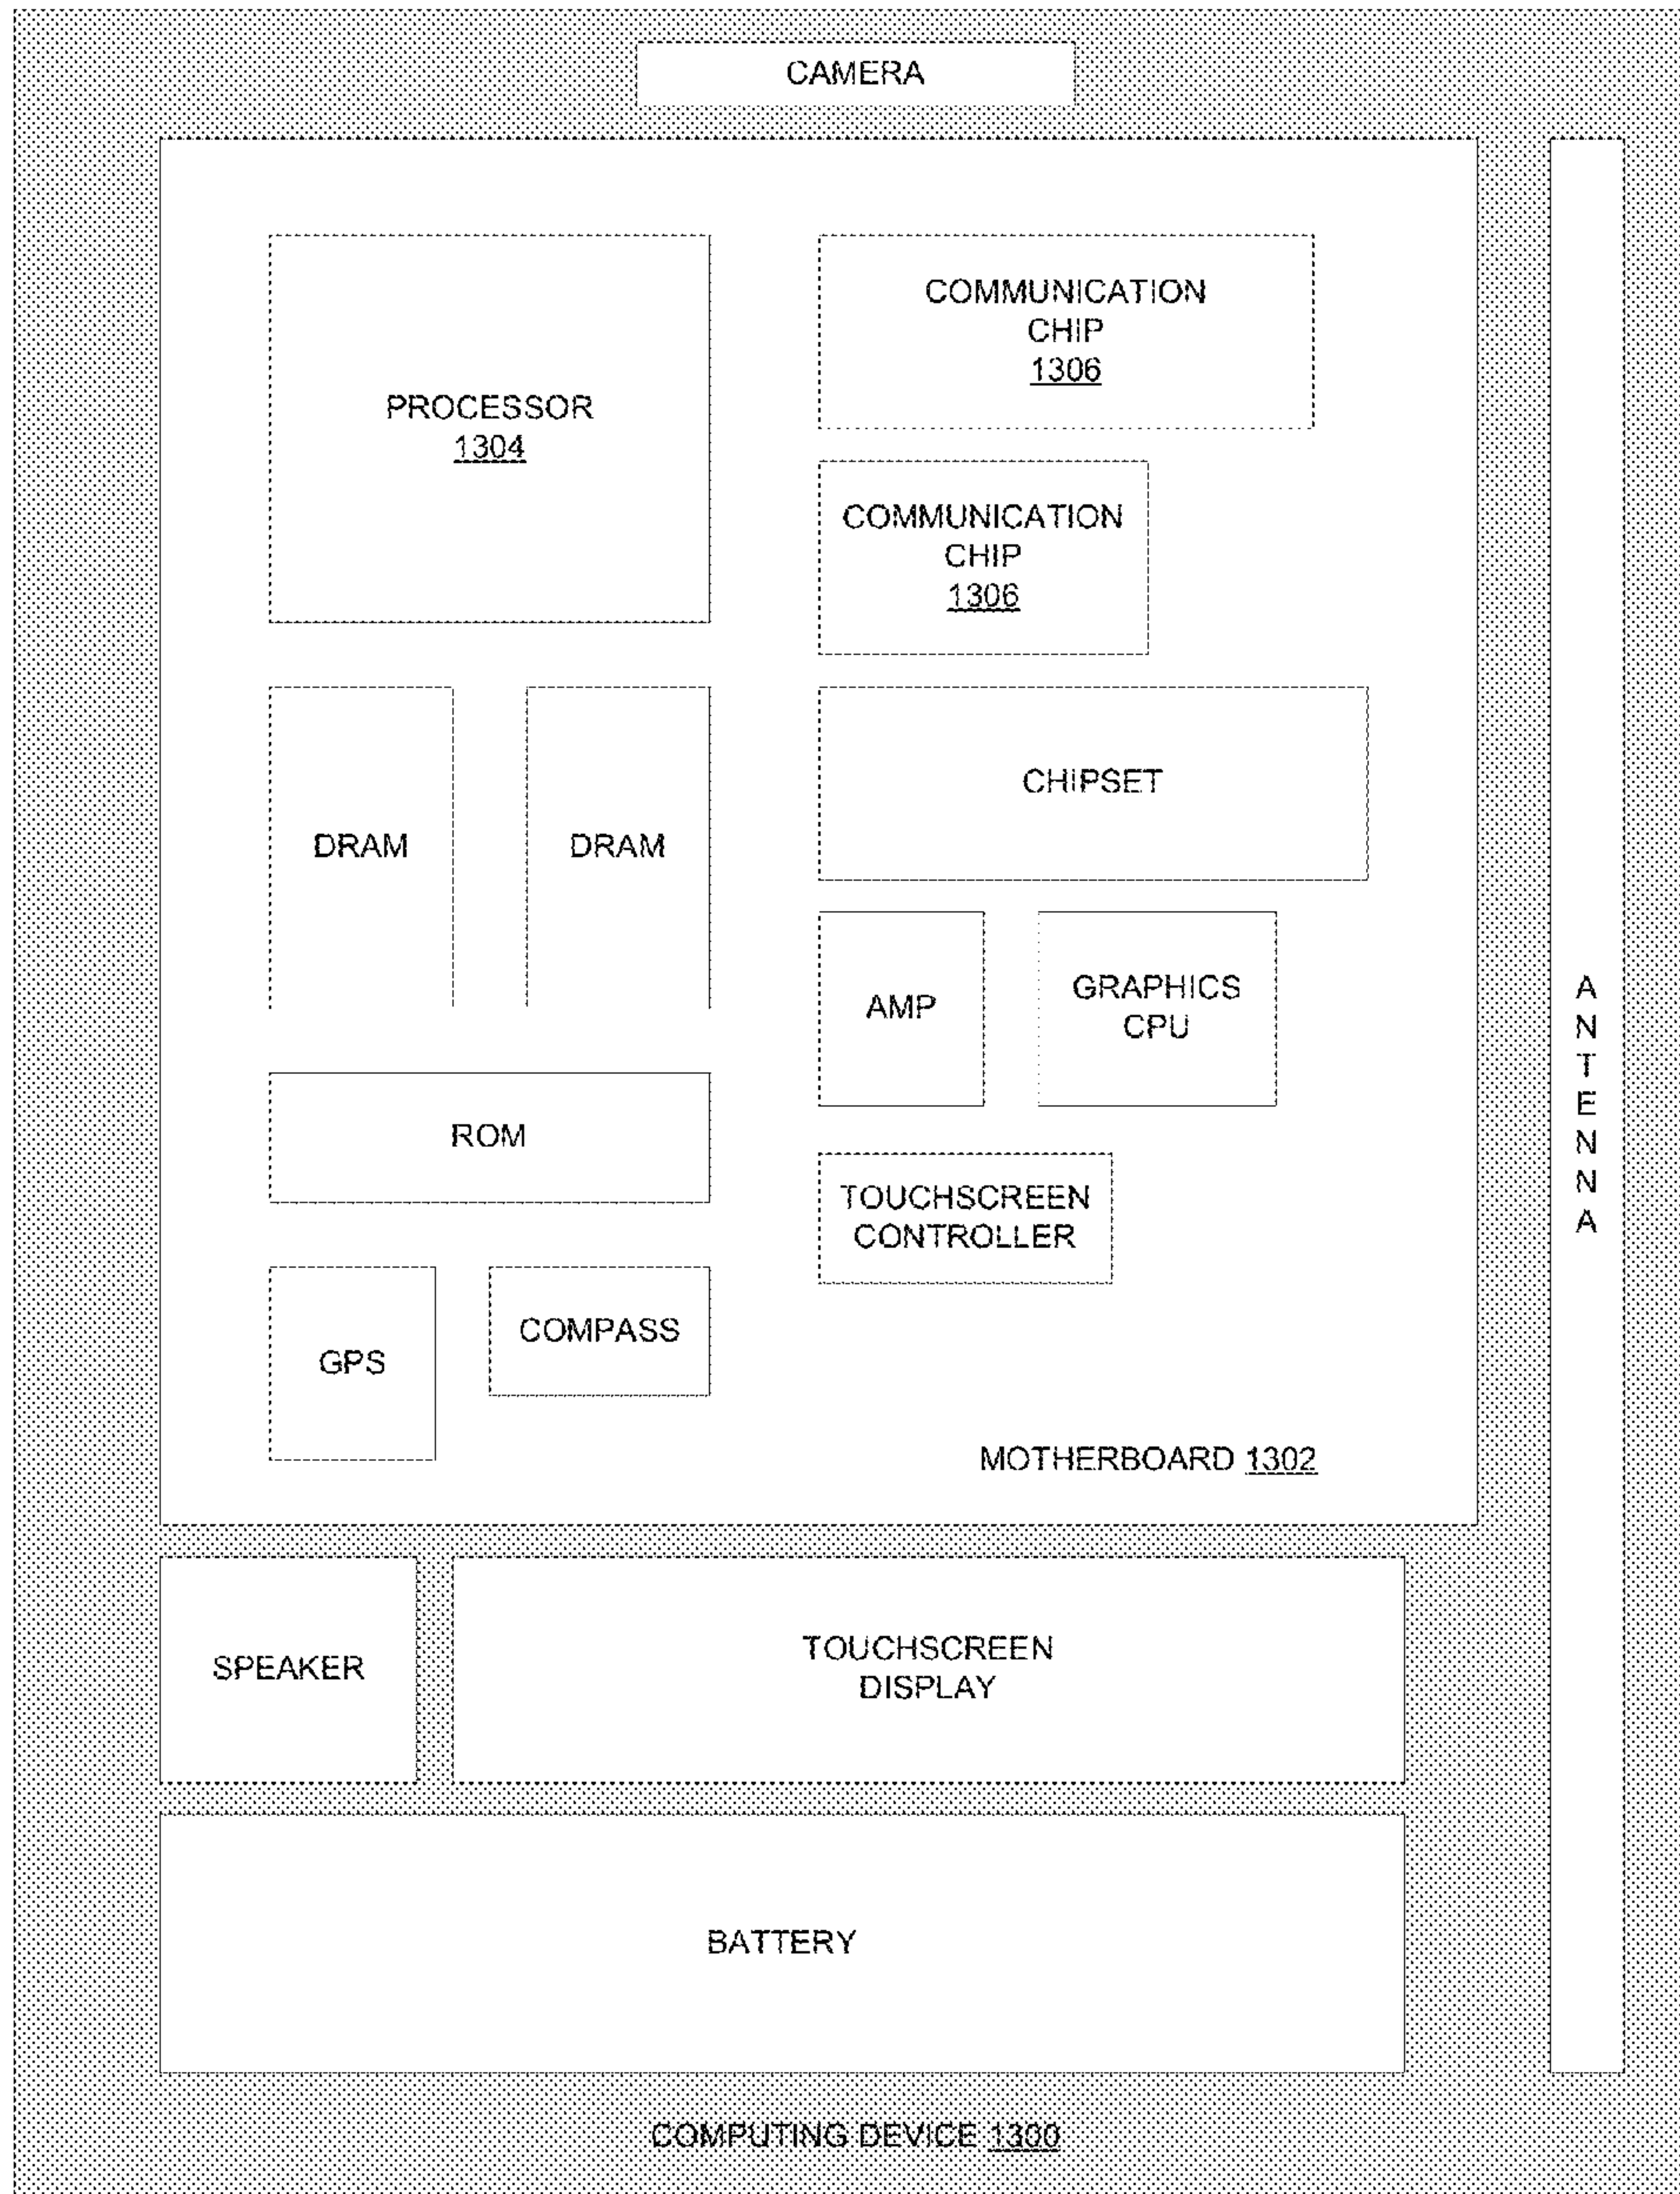 CAMERA
PROCESSOR
1304
COMMUNICATION
CHIP
1306
COMMUNICATION
CHIP
1306
DRAM
DRAM
CHIPSET
AMP
GRAPHICS
CPU
ROM
TOUCHSCREEN
CONTROLLER
GPS
COMPASS
MOTHERBOARD 1302
ANTENNA
SPEAKER
TOUCHSCREEN
DISPLAY
BATTERY
COMPUTING DEVICE 1300